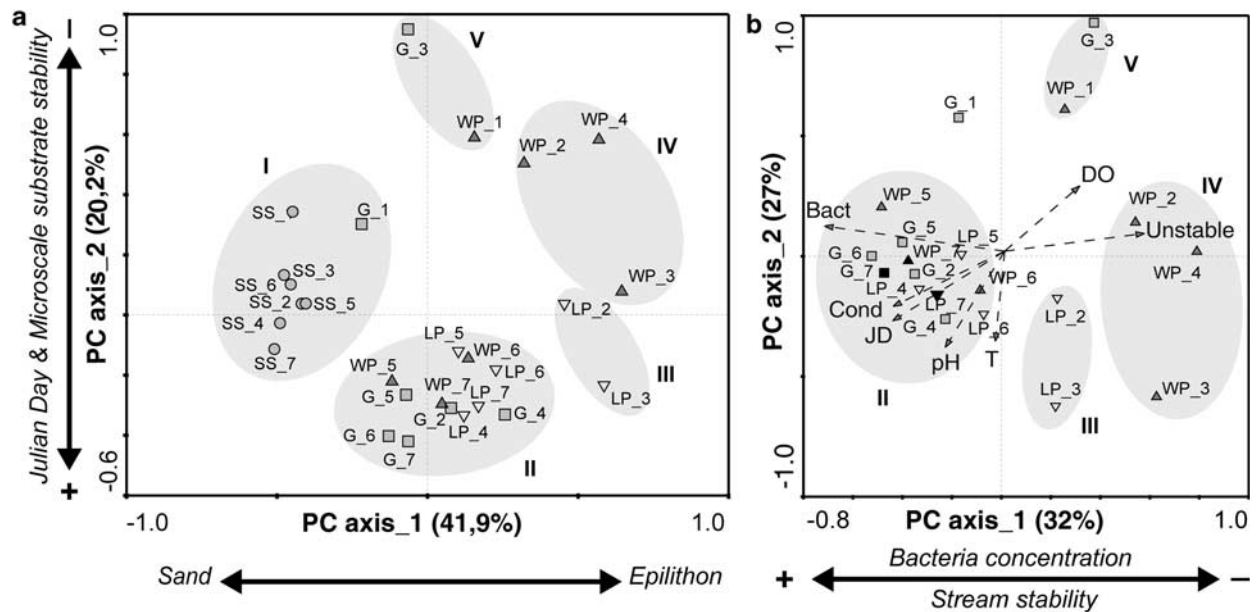 a
Julian Day & Microscale substrate stability
−
+
PC axis_2 (20,2%)
1.0
-0.6
G_3
V
WP_1
WP_4
WP_2
IV
I
SS_1
G_1
SS_3
SS_6
SS_2
SS_5
SS_4
SS_7
WP_3
LP_2
LP_3
III
LP_5
WP_6
WP_5
LP_6
WP_7
LP_7
G_5
G_2
G_4
LP_4
G_6
G_7
II
-1.0
PC axis_1 (41,9%)
1.0
Sand
Epilithon
b
PC axis_2 (27%)
1.0
-1.0
G_3
V
WP_1
G_1
DO
IV
WP_2
Unstable
WP_4
WP_5
Bact
G_5
LP_5
G_6
WP_7
G_7
G_2
WP_6
LP_4
LP_7
Cond
LP_6
JD
G_4
pH
T
LP_2
LP_3
WP_3
II
III
-0.8
PC axis_1 (32%)
1.0
Bacteria concentration
+
−
Stream stability